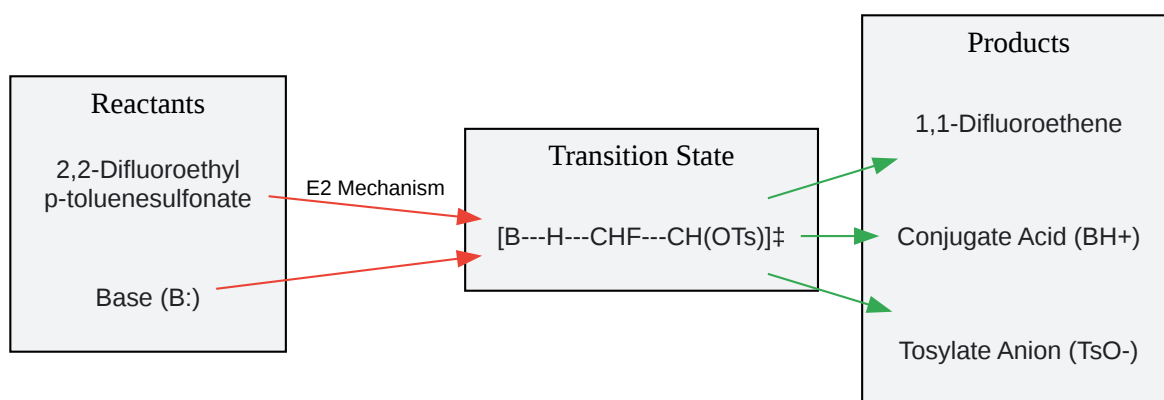 Reactants
2,2-Difluoroethyl
p-toluenesulfonate
Base (B:)
E2 Mechanism
Transition State
[B---H---CHF---CH(OTs)]‡
Products
1,1-Difluoroethene
Conjugate Acid (BH+)
Tosylate Anion (TsO-)